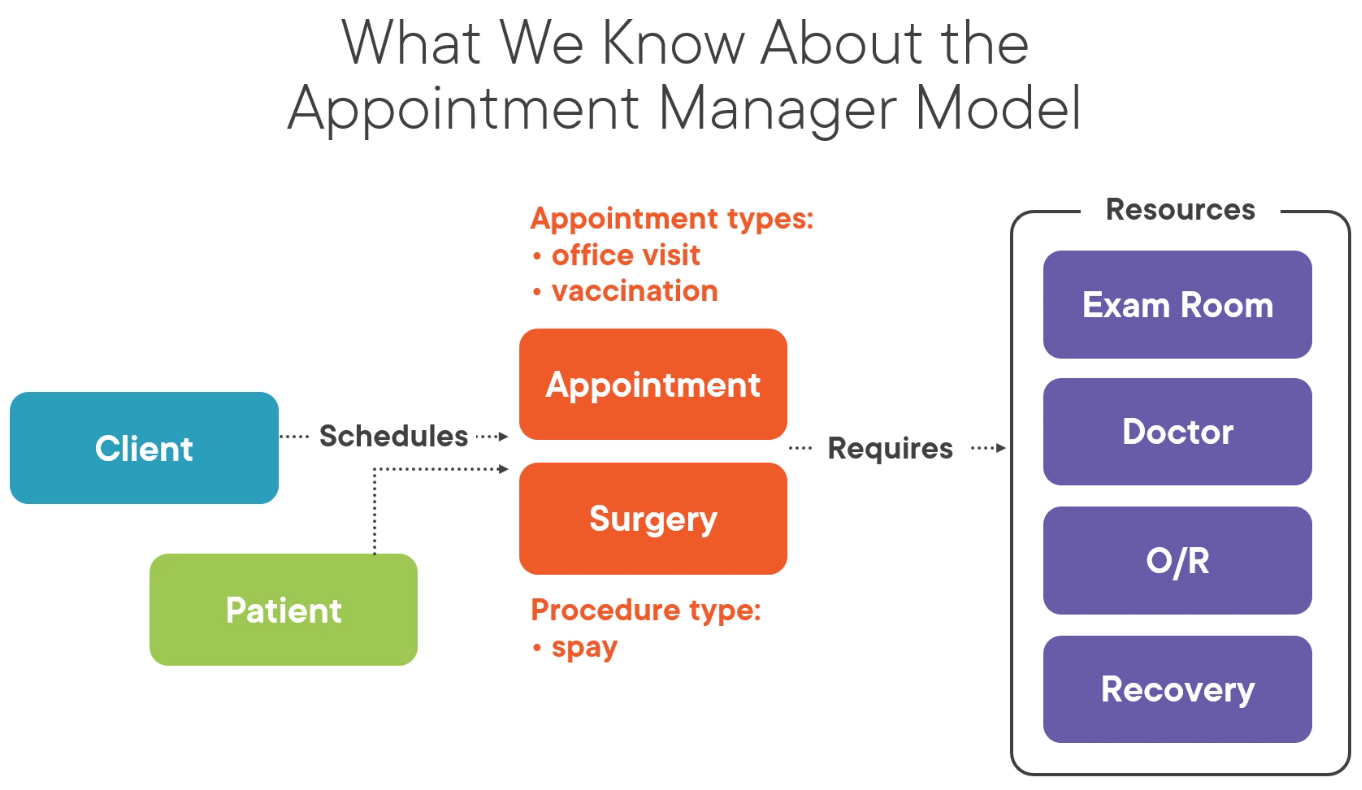 What We Know About the
Appointment Manager Model
Appointment types:
• office visit
• vaccination
Client
Schedules
Patient
Appointment
Surgery
Procedure type:
• spay
Requires
Resources
Exam Room
Doctor
O/R
Recovery